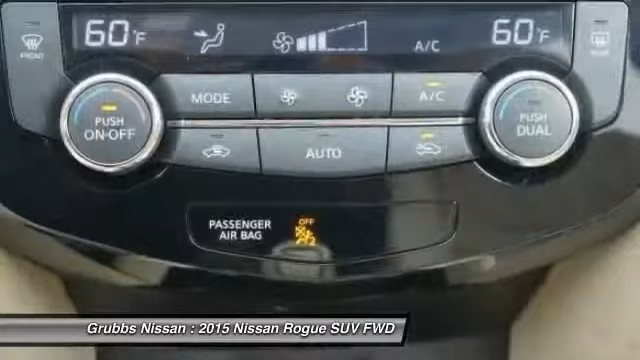 60°F
60°F
A/C
FRONT
REAR
MODE
A/C
PUSH
ON-OFF
PUSH
DUAL
AUTO
PASSENGER
AIR BAG
OFF
Grubbs Nissan : 2015 Nissan Rogue SUV FWD